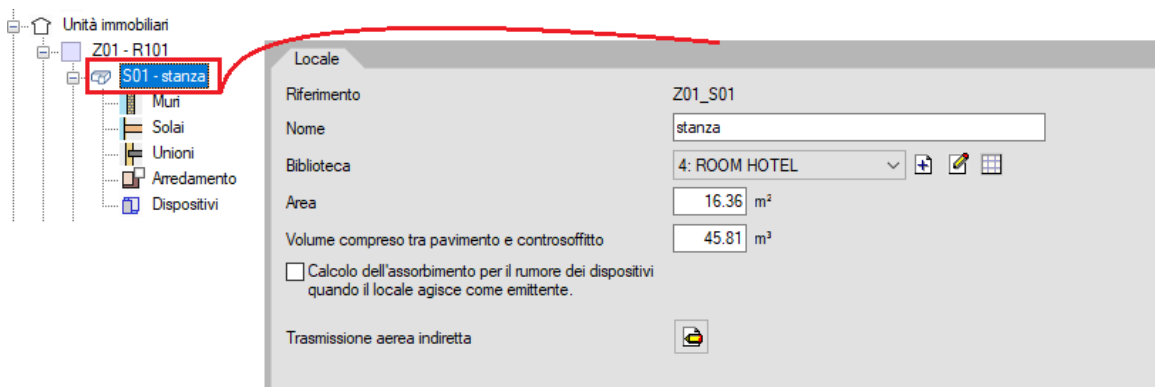 Unità immobiliari
Z01 - R101
S01 - stanza
Muri
Solai
Unioni
Arredamento
Dispositivi
Locale
Riferimento Z01_S01
Nome stanza
Biblioteca 4: ROOM HOTEL
Area 16.36 m²
Volume compreso tra pavimento e controsoffitto 45.81 m³
Calcolo dell'assorbimento per il rumore dei dispositivi
quando il locale agisce come emittente.
Trasmissione aerea indiretta